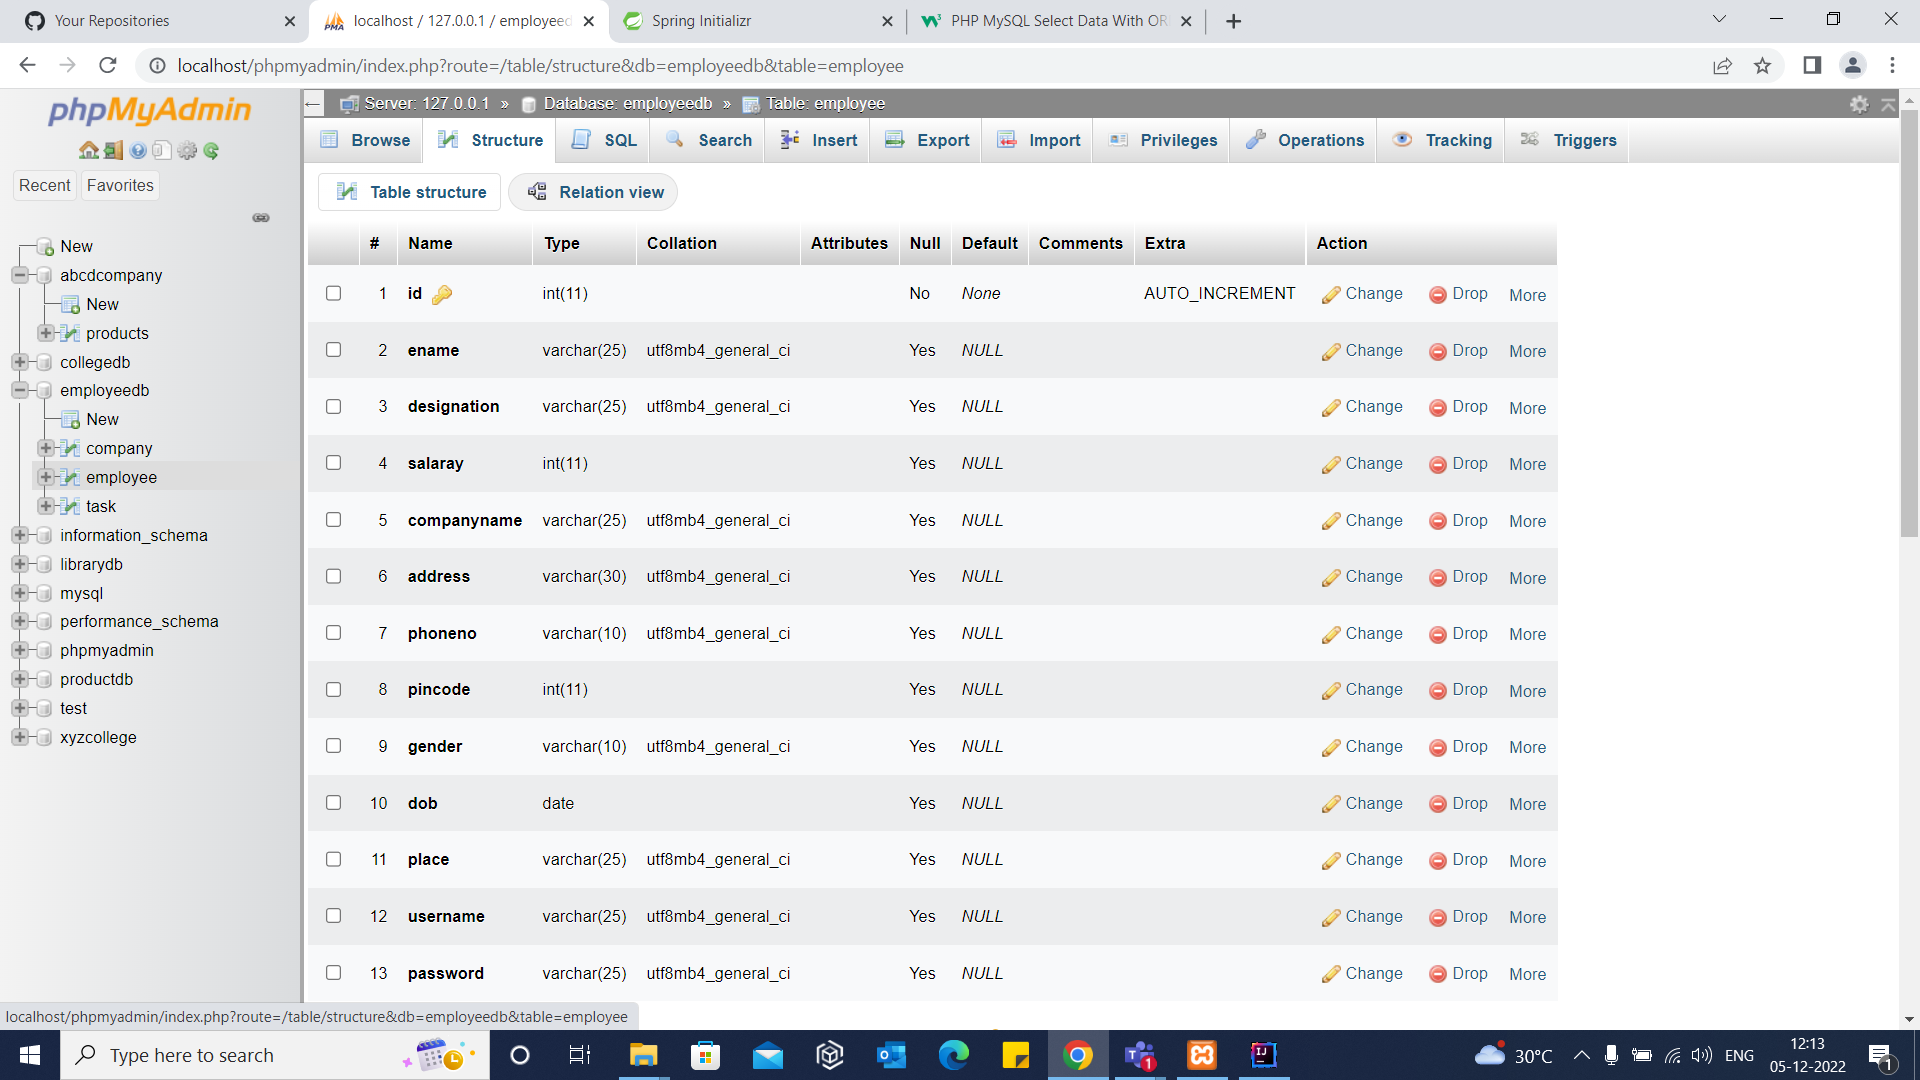 Your Repositories
localhost / 127.0.0.1 / employeed
Spring Initializr
PHP MySQL Select Data With OR
localhost/phpmyadmin/index.php?route=/table/structure&db=employeedb&table=employee
phpMyAdmin
Recent Favorites
New
abcdcompany
New
products
collegedb
employeedb
New
company
employee
task
information_schema
librarydb
mysql
performance_schema
phpmyadmin
productdb
test
xyzcollege
Server: 127.0.0.1 » Database: employeedb » Table: employee
Browse Structure SQL Search Insert Export Import Privileges Operations Tracking Triggers
Table structure Relation view
# Name Type Collation Attributes Null Default Comments Extra Action
1 id int(11) No None AUTO_INCREMENT Change Drop More
2 ename varchar(25) utf8mb4_general_ci Yes NULL Change Drop More
3 designation varchar(25) utf8mb4_general_ci Yes NULL Change Drop More
4 salaray int(11) Yes NULL Change Drop More
5 companyname varchar(25) utf8mb4_general_ci Yes NULL Change Drop More
6 address varchar(30) utf8mb4_general_ci Yes NULL Change Drop More
7 phoneno varchar(10) utf8mb4_general_ci Yes NULL Change Drop More
8 pincode int(11) Yes NULL Change Drop More
9 gender varchar(10) utf8mb4_general_ci Yes NULL Change Drop More
10 dob date Yes NULL Change Drop More
11 place varchar(25) utf8mb4_general_ci Yes NULL Change Drop More
12 username varchar(25) utf8mb4_general_ci Yes NULL Change Drop More
13 password varchar(25) utf8mb4_general_ci Yes NULL Change Drop More
localhost/phpmyadmin/index.php?route=/table/structure&db=employeedb&table=employee
Type here to search
30°C
ENG
12:13
05-12-2022